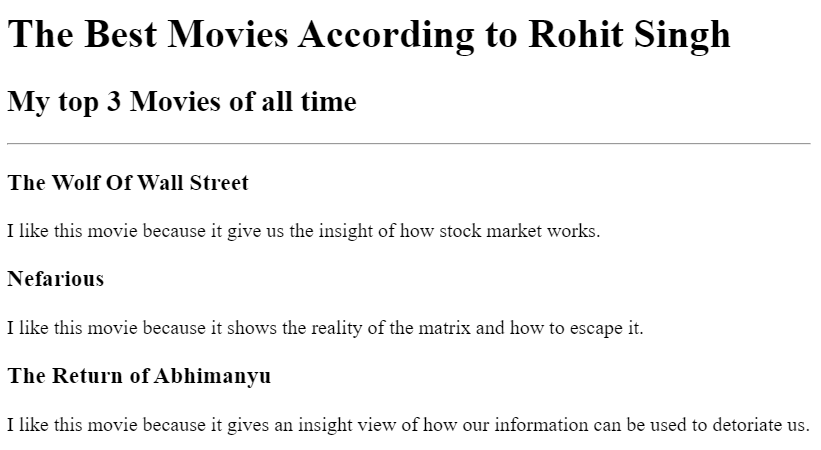 The Best Movies According to Rohit Singh
My top 3 Movies of all time
The Wolf Of Wall Street
I like this movie because it give us the insight of how stock market works.
Nefarious
I like this movie because it shows the reality of the matrix and how to escape it.
The Return of Abhimanyu
I like this movie because it gives an insight view of how our information can be used to detoriate us.